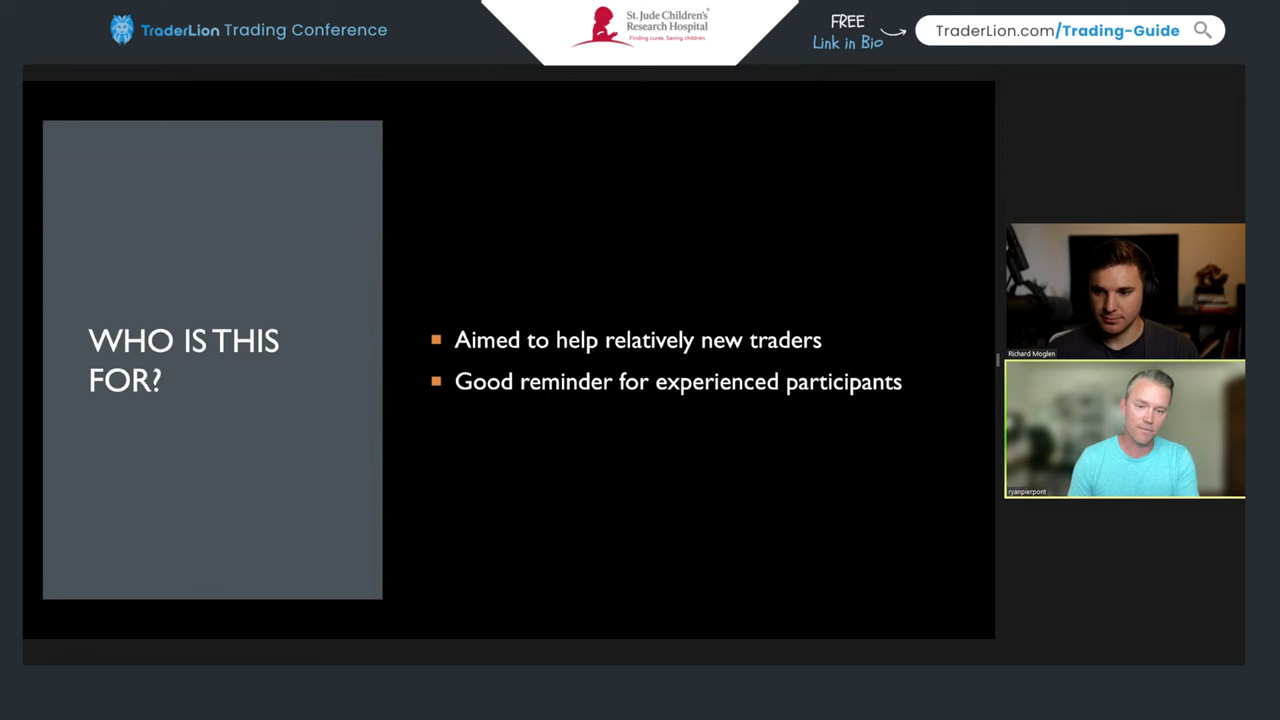 TraderLion Trading Conference
St. Jude Children's
Research Hospital
Finding cures. Saving children.
FREE
Link in Bio
TraderLion.com/Trading-Guide
WHO IS THIS
FOR?
Aimed to help relatively new traders
Good reminder for experienced participants
Richard Moglen
ryanpierpont